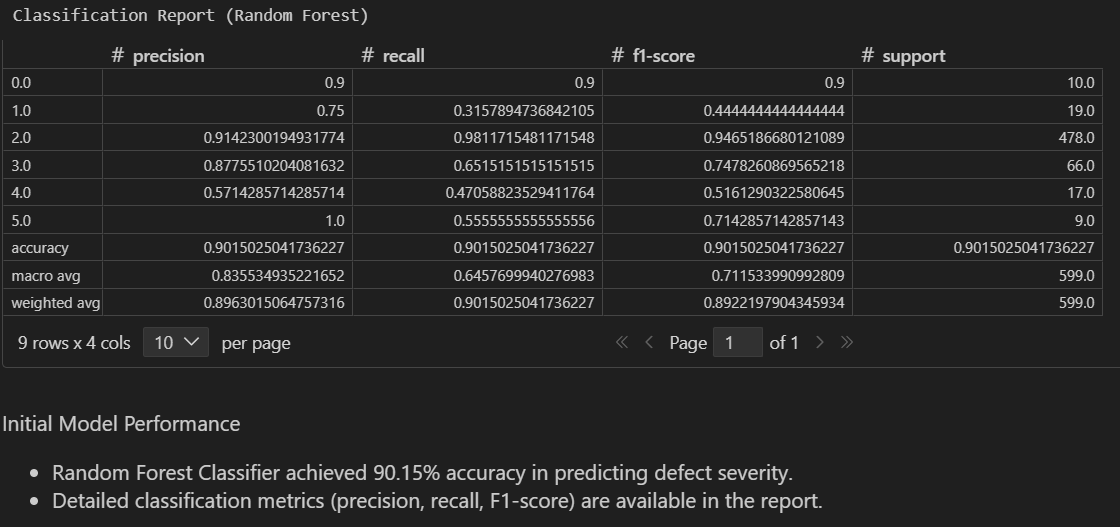 Classification Report (Random Forest)
# precision # recall # f1-score # support
0.0 0.9 0.9 0.9 10.0
1.0 0.75 0.3157894736842105 0.4444444444444444 19.0
2.0 0.9142300194931774 0.9811715481171548 0.9465186680121089 478.0
3.0 0.8775510204081632 0.6515151515151515 0.7478260869565218 66.0
4.0 0.5714285714285714 0.47058823529411764 0.5161290322580645 17.0
5.0 1.0 0.5555555555555556 0.7142857142857143 9.0
accuracy 0.9015025041736227 0.9015025041736227 0.9015025041736227 0.9015025041736227
macro avg 0.835534935221652 0.6457699940276983 0.711533990992809 599.0
weighted avg 0.8963015064757316 0.9015025041736227 0.8922197904345934 599.0
9 rows x 4 cols 10 per page « < Page 1 of 1 > »
Initial Model Performance
• Random Forest Classifier achieved 90.15% accuracy in predicting defect severity.
• Detailed classification metrics (precision, recall, F1-score) are available in the report.